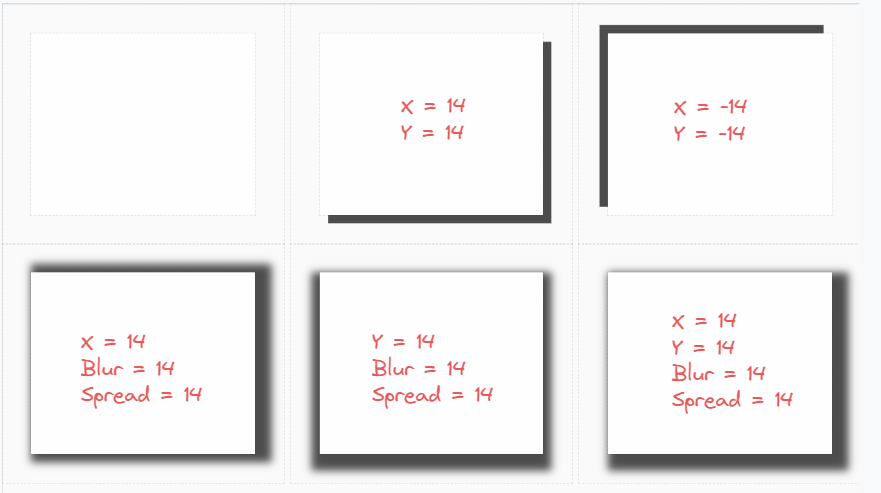 X = 14
Y = 14
X = -14
Y = -14
X = 14
Blur = 14
Spread = 14
Y = 14
Blur = 14
Spread = 14
X = 14
Y = 14
Blur = 14
Spread = 14